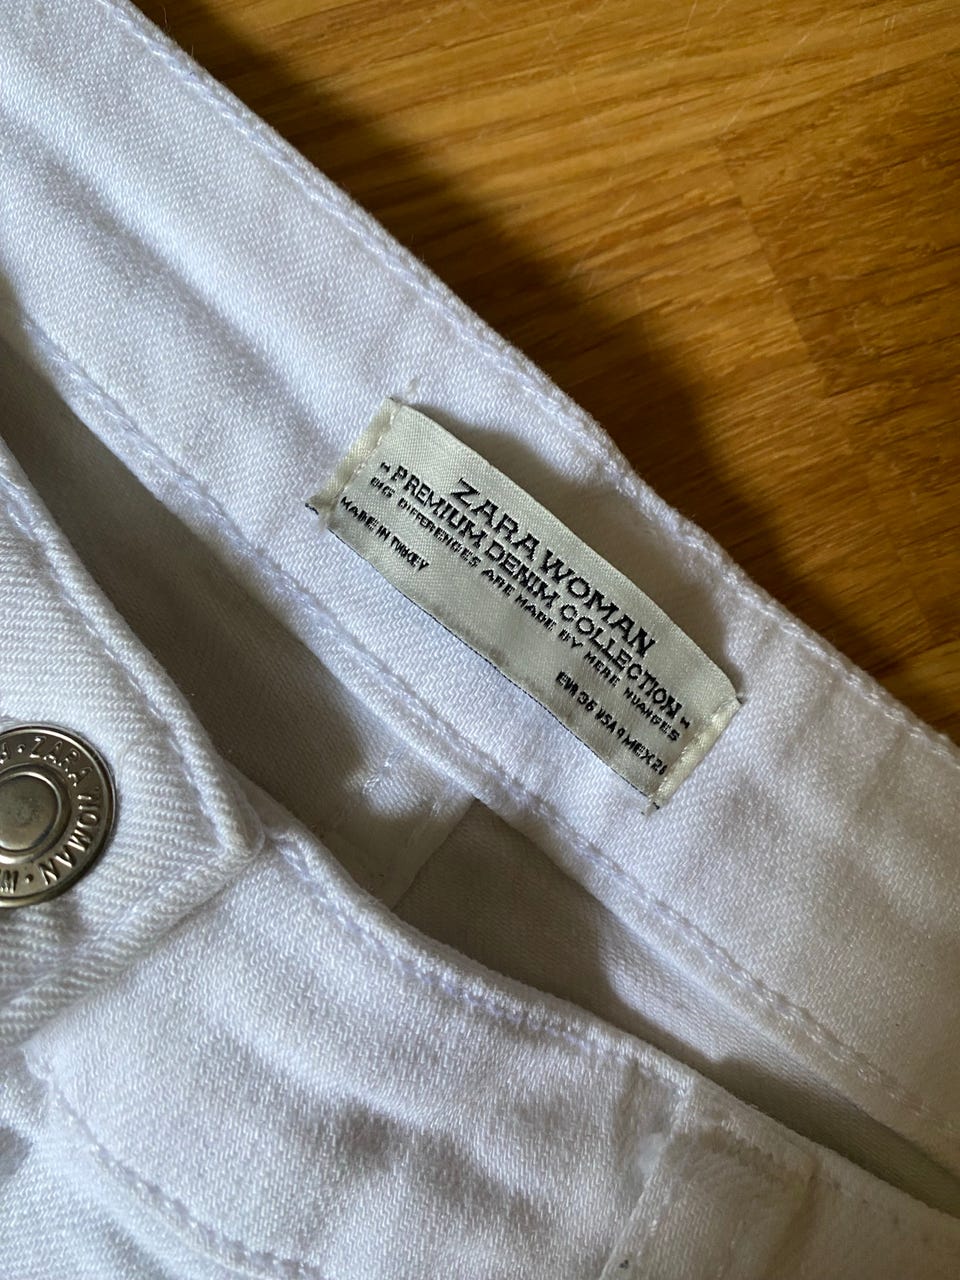 ZARA WOMAN
"PREMIUM DENIM COLLECTION"
BIG DIFFERENCES ARE MADE BY MERE NUANCES
MADE IN TURKEY
EUR 36 USA 4 MEX 26
ZARA WOMAN